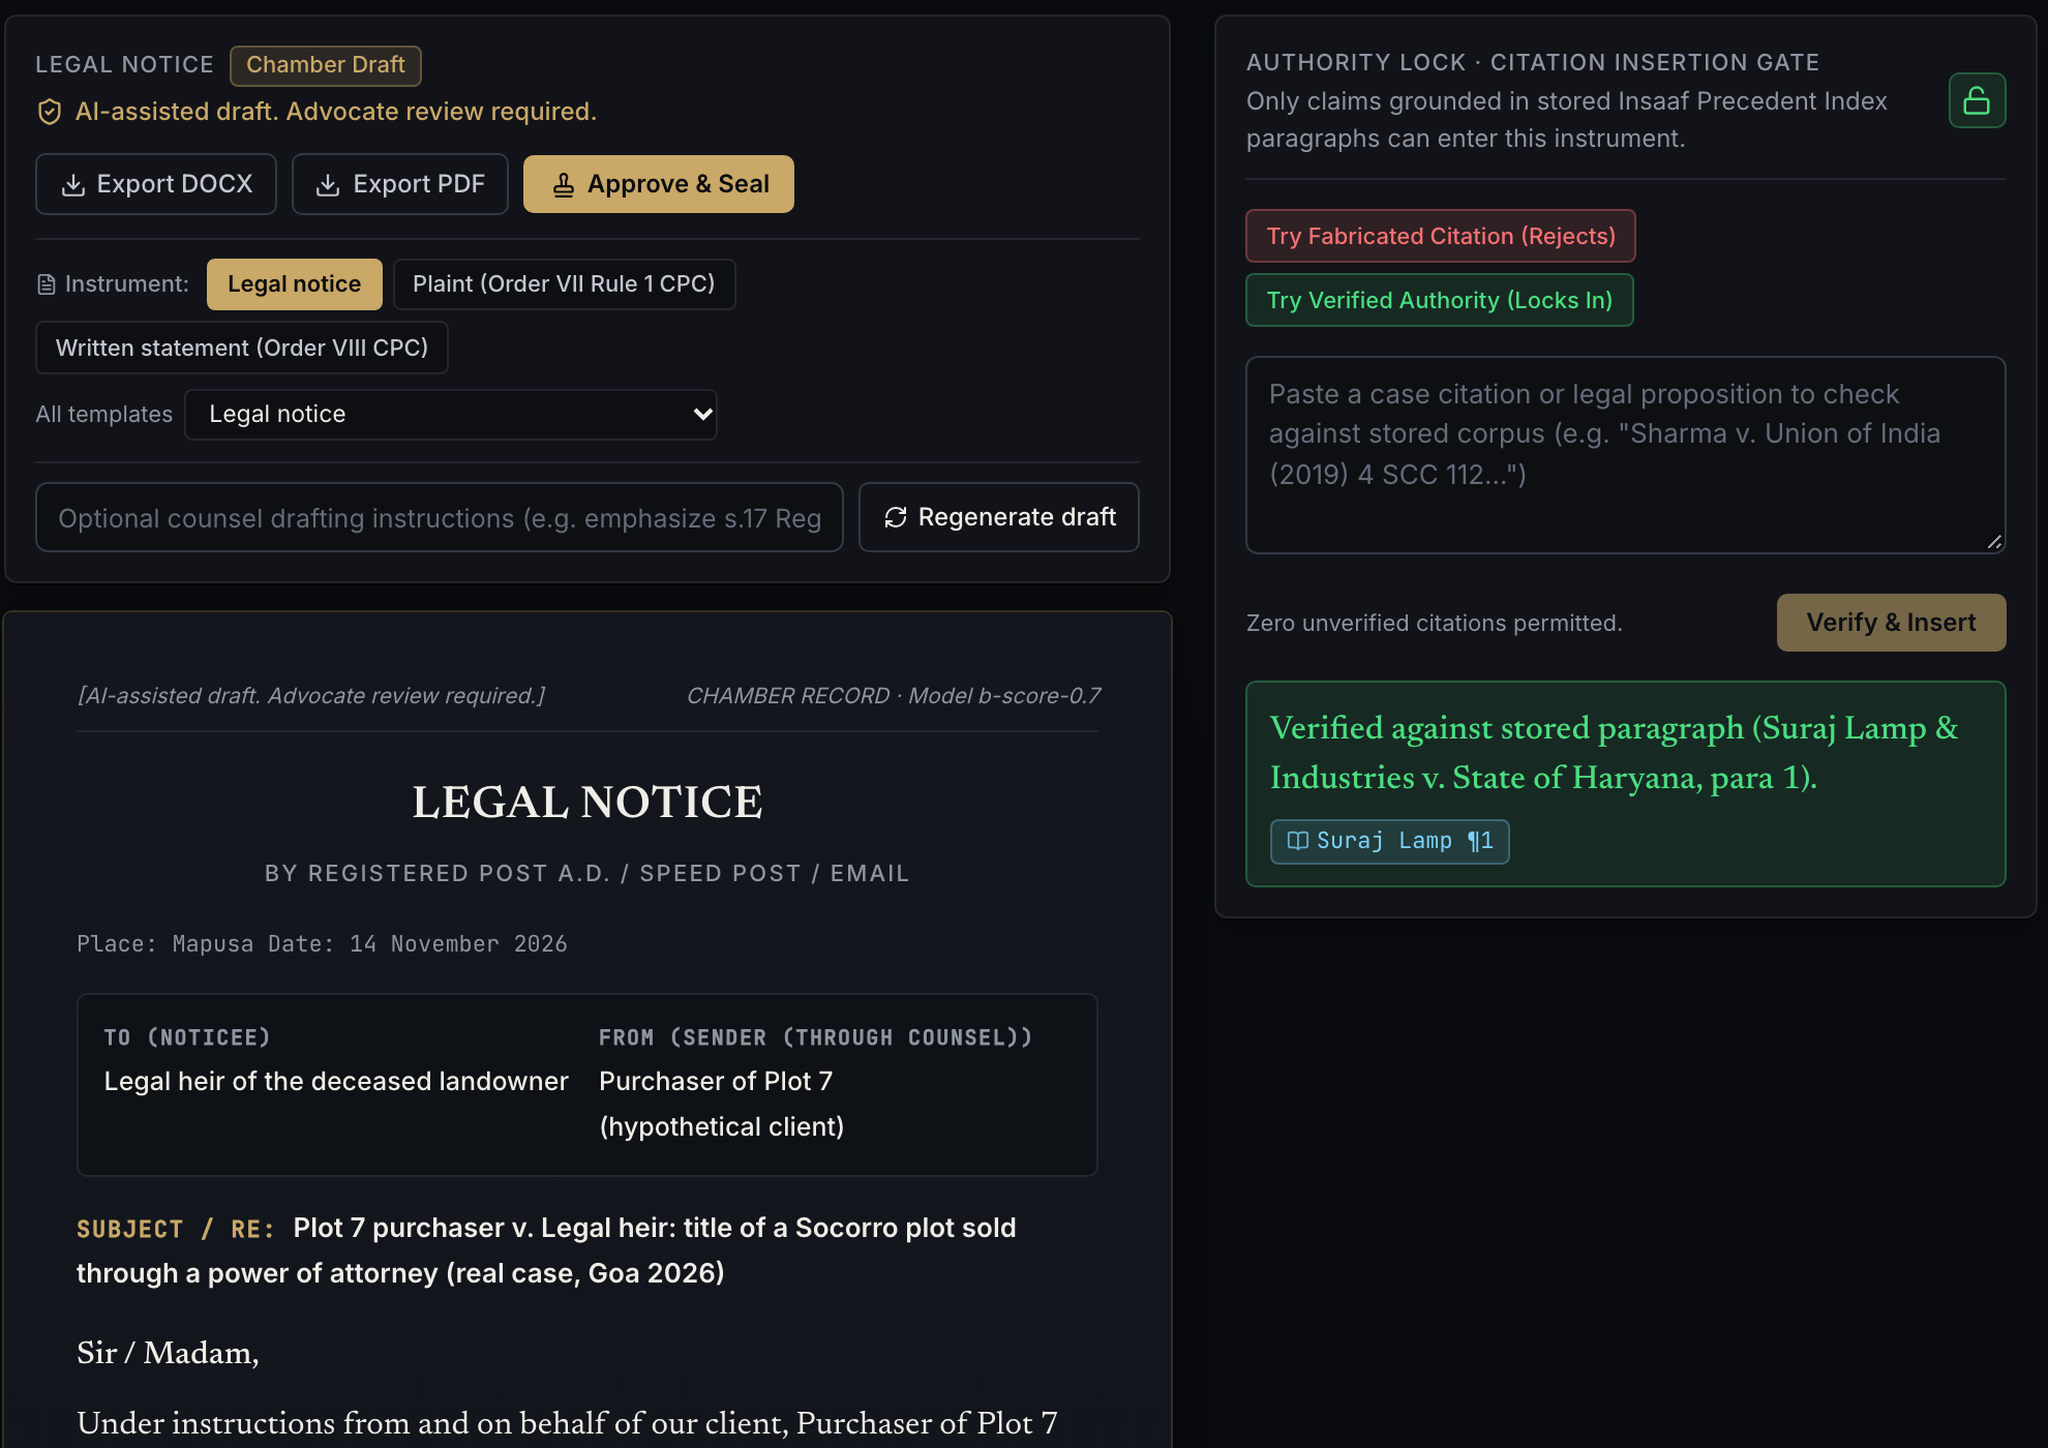 LEGAL NOTICE Chamber Draft
AI-assisted draft. Advocate review required.
Export DOCX Export PDF Approve & Seal
Instrument: Legal notice Plaint (Order VII Rule 1 CPC)
Written statement (Order VIII CPC)
All templates Legal notice
Optional counsel drafting instructions (e.g. emphasize s.17 Reg Regenerate draft
[AI-assisted draft. Advocate review required.] CHAMBER RECORD · Model b-score-0.7
LEGAL NOTICE
BY REGISTERED POST A.D. / SPEED POST / EMAIL
Place: Mapusa Date: 14 November 2026
TO (NOTICEE)
Legal heir of the deceased landowner
FROM (SENDER (THROUGH COUNSEL))
Purchaser of Plot 7
(hypothetical client)
SUBJECT / RE: Plot 7 purchaser v. Legal heir: title of a Socorro plot sold
through a power of attorney (real case, Goa 2026)
Sir / Madam,
Under instructions from and on behalf of our client, Purchaser of Plot 7
AUTHORITY LOCK · CITATION INSERTION GATE
Only claims grounded in stored Insaaf Precedent Index
paragraphs can enter this instrument.
Try Fabricated Citation (Rejects)
Try Verified Authority (Locks In)
Paste a case citation or legal proposition to check
against stored corpus (e.g. "Sharma v. Union of India
(2019) 4 SCC 112...")
Zero unverified citations permitted. Verify & Insert
Verified against stored paragraph (Suraj Lamp &
Industries v. State of Haryana, para 1).
Suraj Lamp ¶1